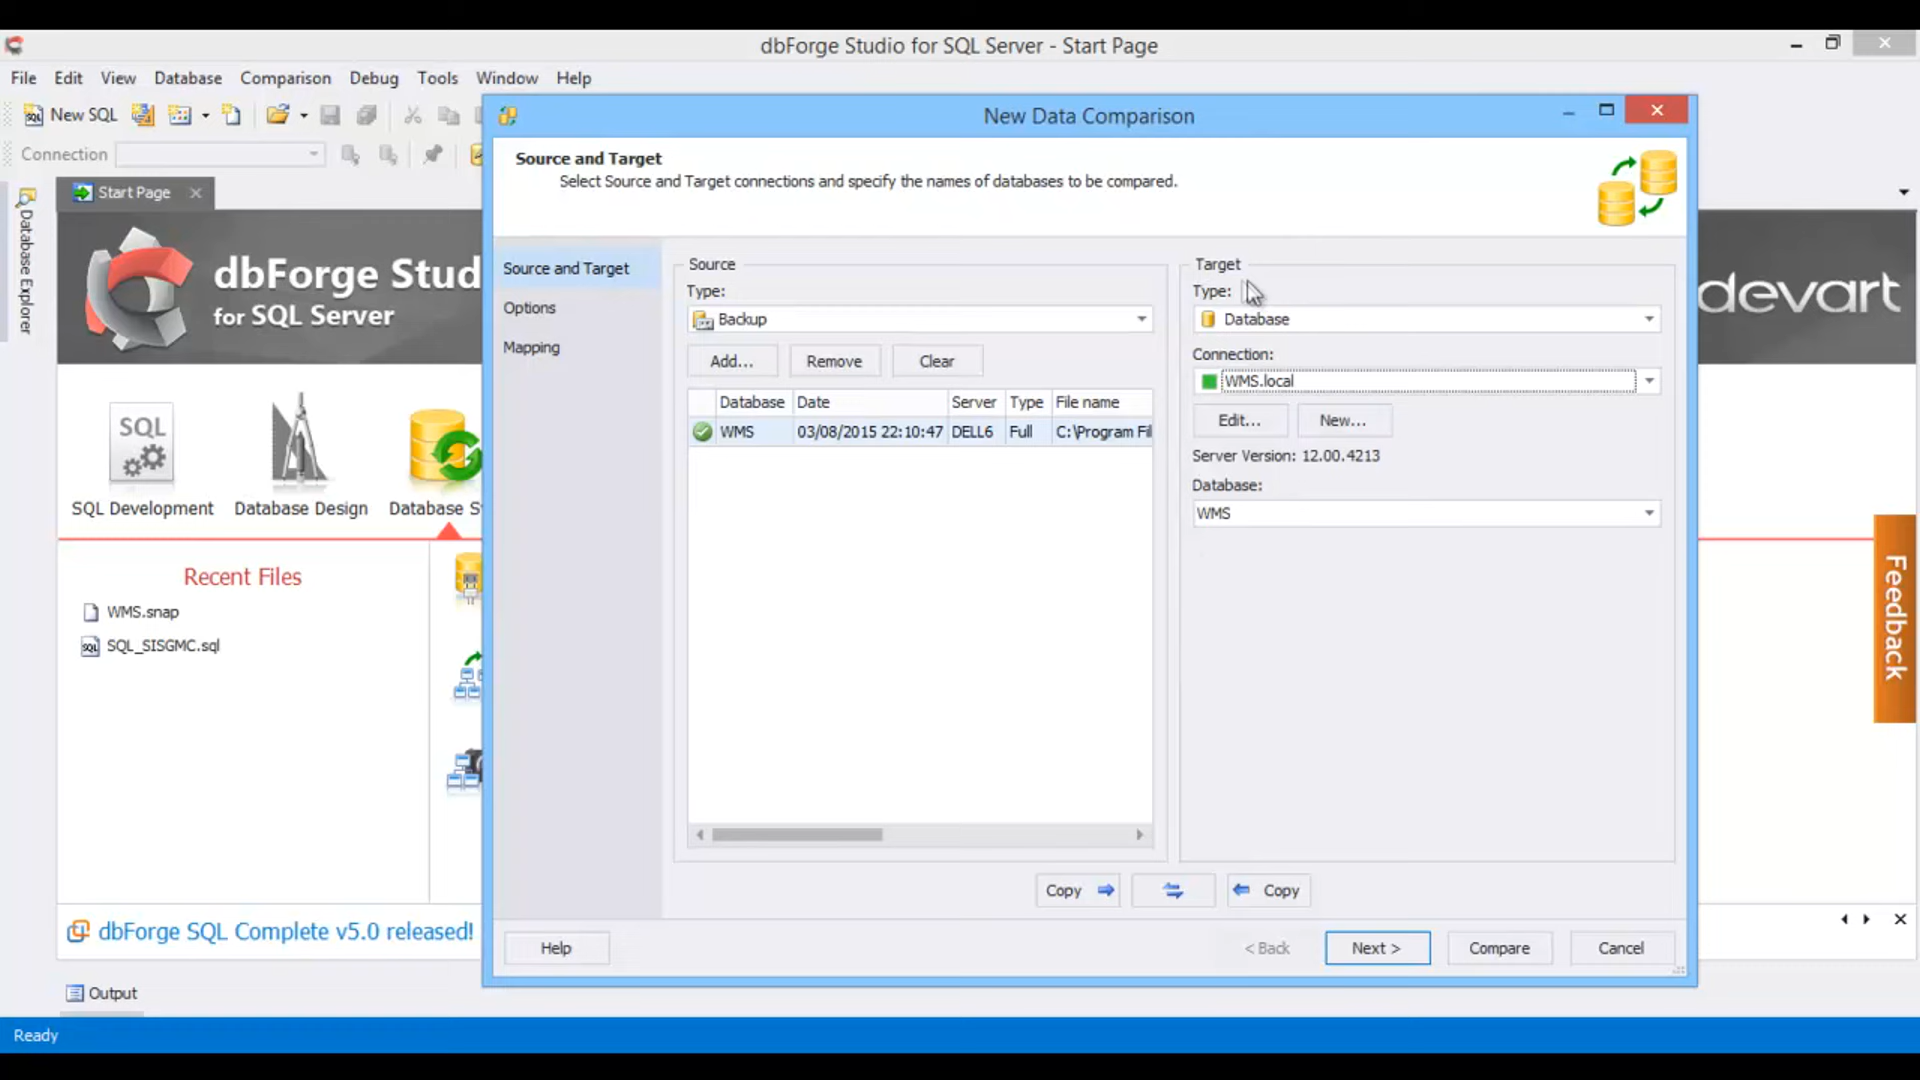 dbForge Studio for SQL Server - Start Page
File Edit View Database Comparison Debug Tools Window Help
New SQL
Connection
Start Page
Database Explorer
dbForge Stud
for SQL Server
devart
SQL
SQL Development Database Design Database S
Recent Files
WMS.snap
SQL_SISGMC.sql
dbForge SQL Complete v5.0 released!
Output
Ready
Feedback
New Data Comparison
Source and Target
Select Source and Target connections and specify the names of databases to be compared.
Source and Target
Options
Mapping
Source
Type:
Backup
Add... Remove Clear
Database Date Server Type File name
WMS 03/08/2015 22:10:47 DELL6 Full C:\Program Fil
Target
Type:
Database
Connection:
WMS.local
Edit... New...
Server Version: 12.00.4213
Database:
WMS
Copy Copy
Help < Back Next > Compare Cancel